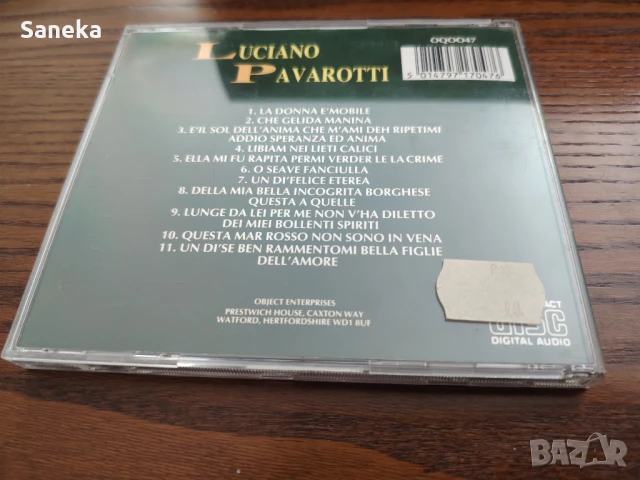 Saneka
LUCIANO
PAVAROTTI
OQ0047
5 014797 170476
1. LA DONNA E'MOBILE
2. CHE GELIDA MANINA
3. E'IL SOL DELL'ANIMA CHE M'AMI DEH RIPETIMI
ADDIO SPERANZA ED ANIMA
4. LIBIAM NEI LIETI CALICI
5. ELLA MI FU RAPITA PERMI VERDER LE LA CRIME
6. O SEAVE FANCIULLA
7. UN DI'FELICE ETEREA
8. DELLA MIA BELLA INCOGRITA BORGHESE
QUESTA A QUELLE
9. LUNGE DA LEI PER ME NON V'HA DILETTO
DEI MIEI BOLLENTI SPIRITI
10. QUESTA MAR ROSSO NON SONO IN VENA
11. UN DI'SE BEN RAMMENTOMI BELLA FIGLIE
DELL'AMORE
OBJECT ENTERPRISES
PRESTWICH HOUSE, CAXTON WAY
WATFORD, HERTFORDSHIRE WD1 8UF
DISC
DIGITAL AUDIO
BAZAR